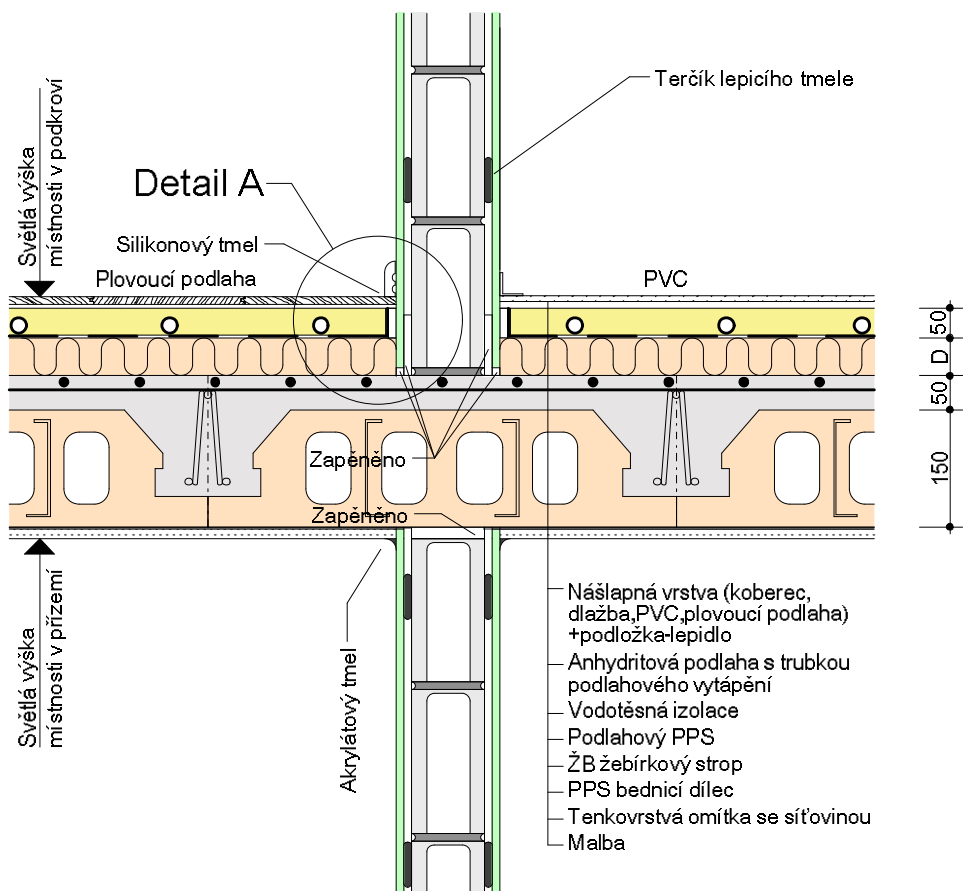 Terčík lepicího tmele
Světlá výška
místnosti v podkroví
Detail A
Silikonový tmel
Plovoucí podlaha
PVC
50
D
50
150
Zapěněno
Zapěněno
Světlá výška
místnosti v přízemí
Akrylátový tmel
Nášlapná vrstva (koberec,
dlažba,PVC,plovoucí podlaha)
+podložka-lepidlo
Anhydritová podlaha s trubkou
podlahového vytápění
Vodotěsná izolace
Podlahový PPS
ŽB žebírkový strop
PPS bednicí dílec
Tenkovrstvá omítka se síťovinou
Malba